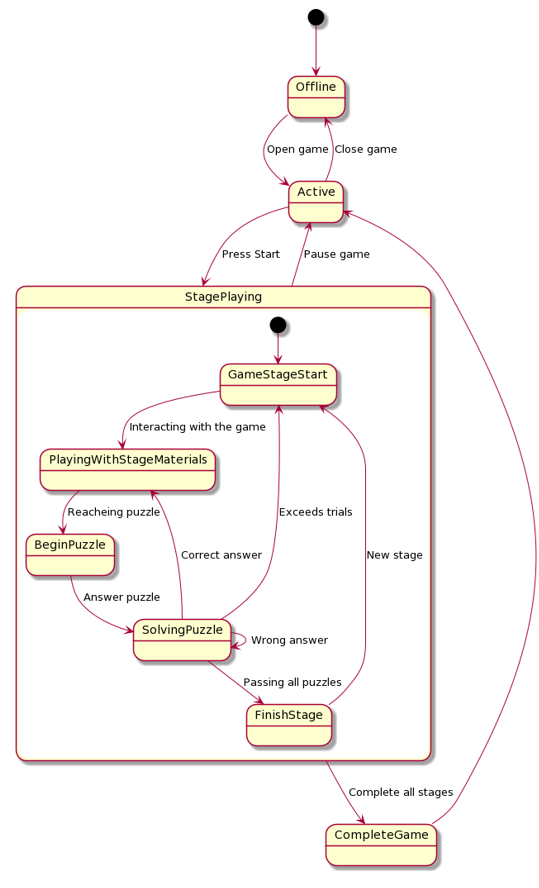 Offline
Open game
Close game
Active
Press Start
Pause game
StagePlaying
GameStageStart
Interacting with the game
PlayingWithStageMaterials
Reacheing puzzle
Exceeds trials
BeginPuzzle
Correct answer
New stage
Answer puzzle
SolvingPuzzle
Wrong answer
Passing all puzzles
FinishStage
Complete all stages
CompleteGame